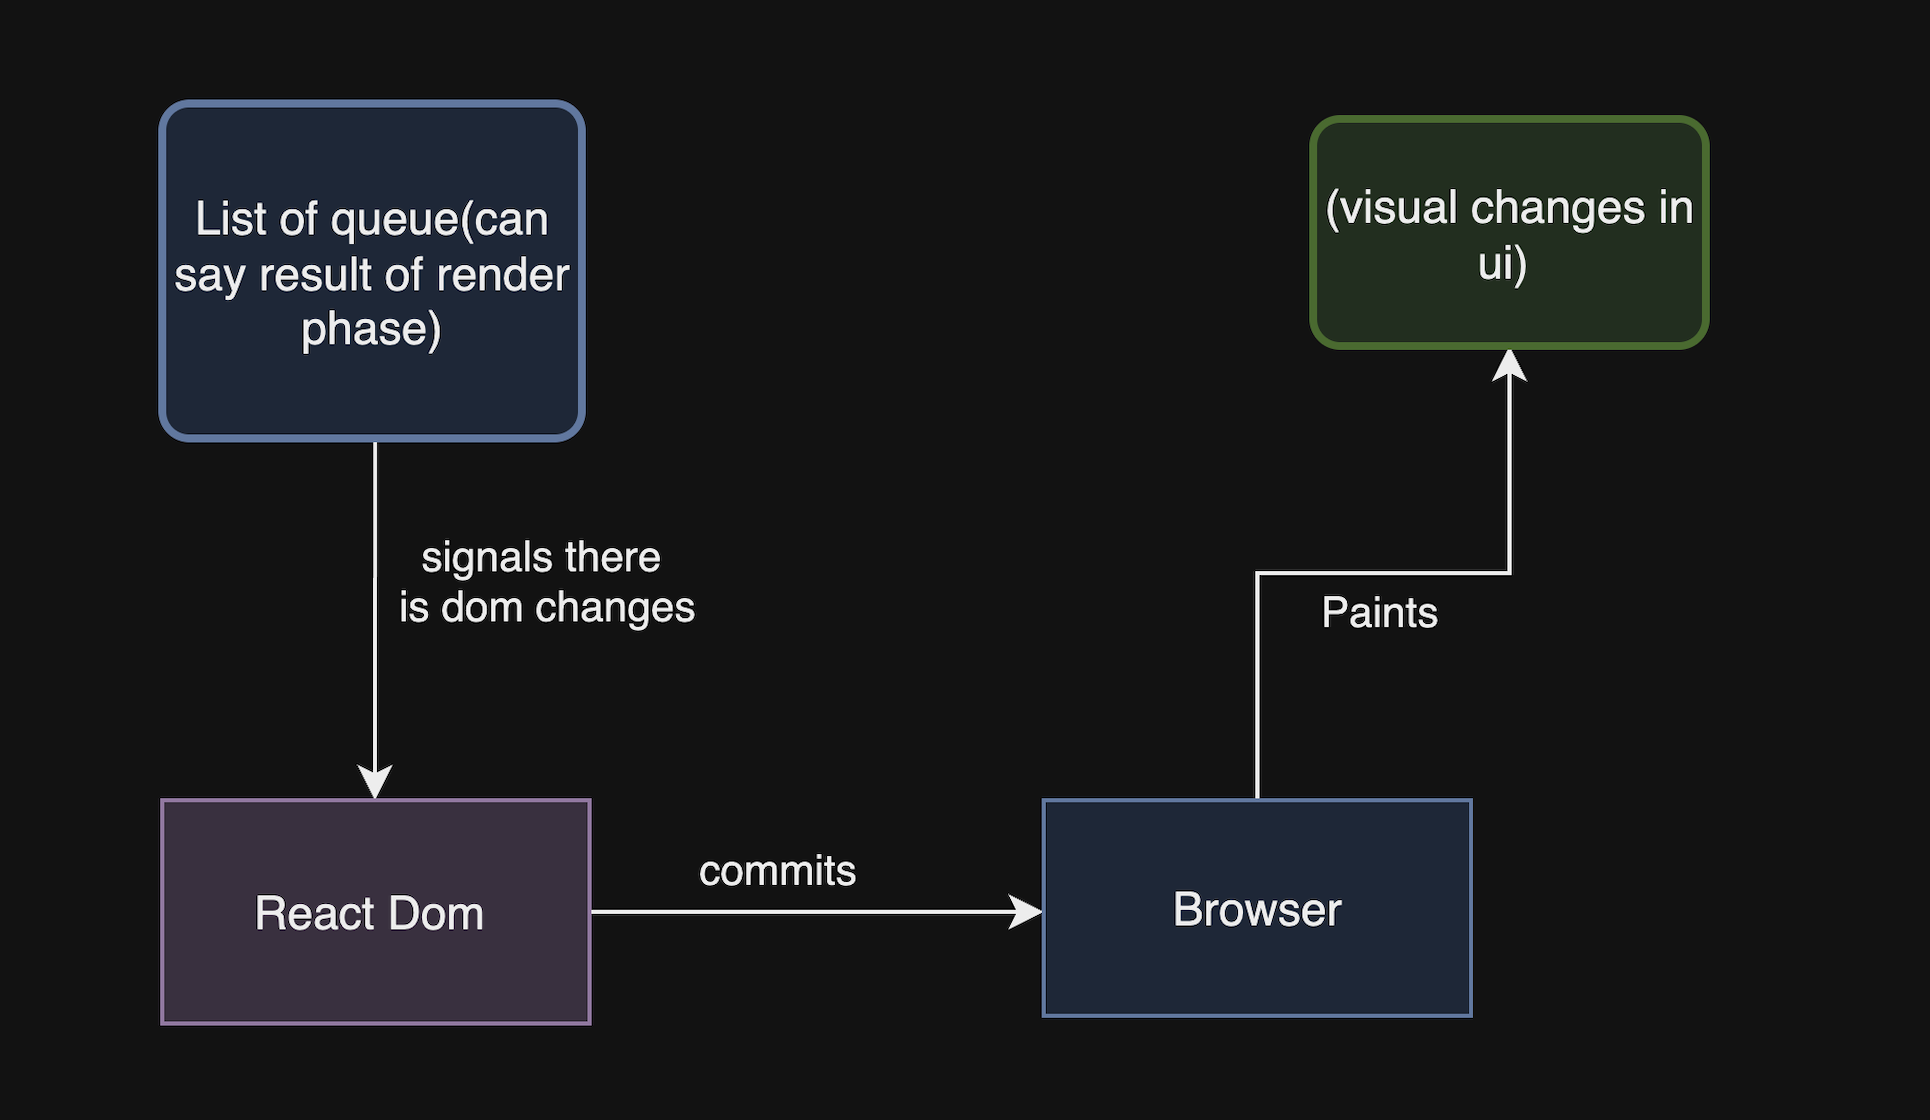 List of queue(can
say result of render
phase)
(visual changes in
ui)
signals there
is dom changes
Paints
commits
React Dom
Browser